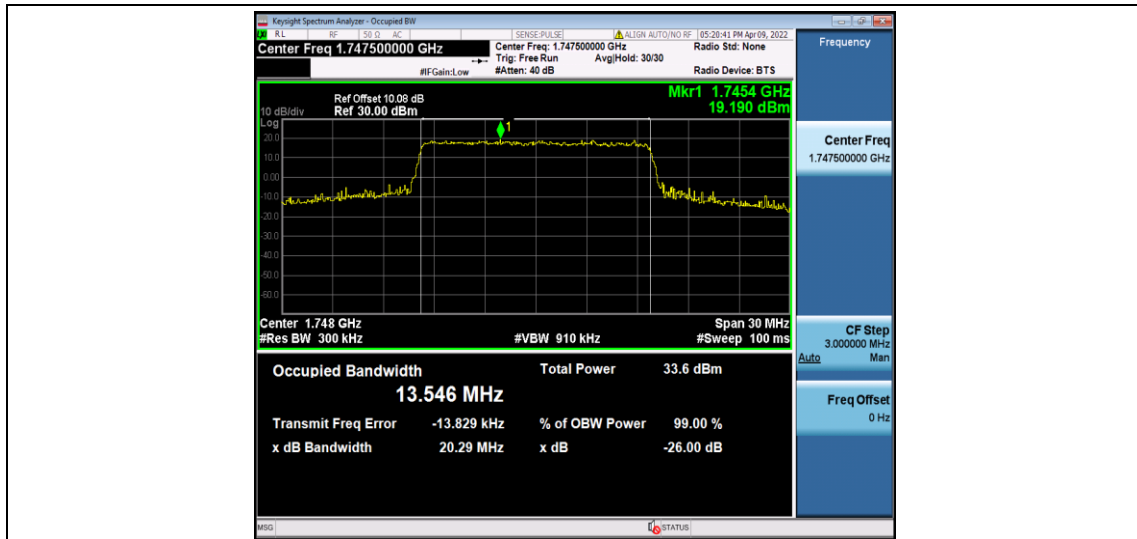 Keysight Spectrum Analyzer - Occupied BW
RL RF 50 Ω AC SENSE:PULSE ALIGN AUTO/NO RF 05:20:41 PM Apr 09, 2022
Center Freq 1.747500000 GHz Center Freq: 1.747500000 GHz Radio Std: None
Trig: Free Run Avg|Hold: 30/30
#IFGain:Low #Atten: 40 dB Radio Device: BTS
Frequency
Mkr1 1.7454 GHz
19.190 dBm
Ref Offset 10.08 dB
10 dB/div Ref 30.00 dBm
Log
1
20.0
10.0
0.00
-10.0
-20.0
-30.0
-40.0
-50.0
-60.0
Center 1.748 GHz Span 30 MHz
#Res BW 300 kHz #VBW 910 kHz #Sweep 100 ms
Center Freq
1.747500000 GHz
CF Step
3.000000 MHz
Auto Man
Freq Offset
0 Hz
Occupied Bandwidth Total Power 33.6 dBm
13.546 MHz
Transmit Freq Error -13.829 kHz % of OBW Power 99.00 %
x dB Bandwidth 20.29 MHz x dB -26.00 dB
MSG STATUS